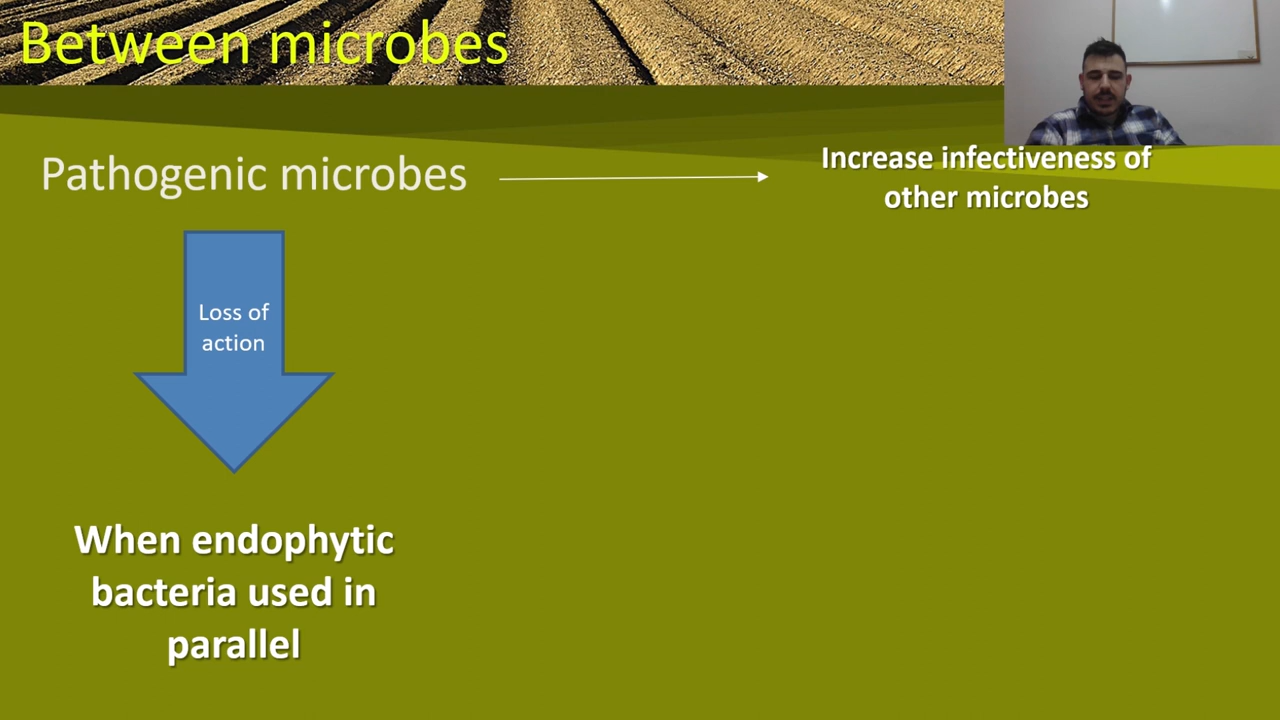 Between microbes
Pathogenic microbes
Increase infectiveness of
other microbes
Loss of
action
When endophytic
bacteria used in
parallel